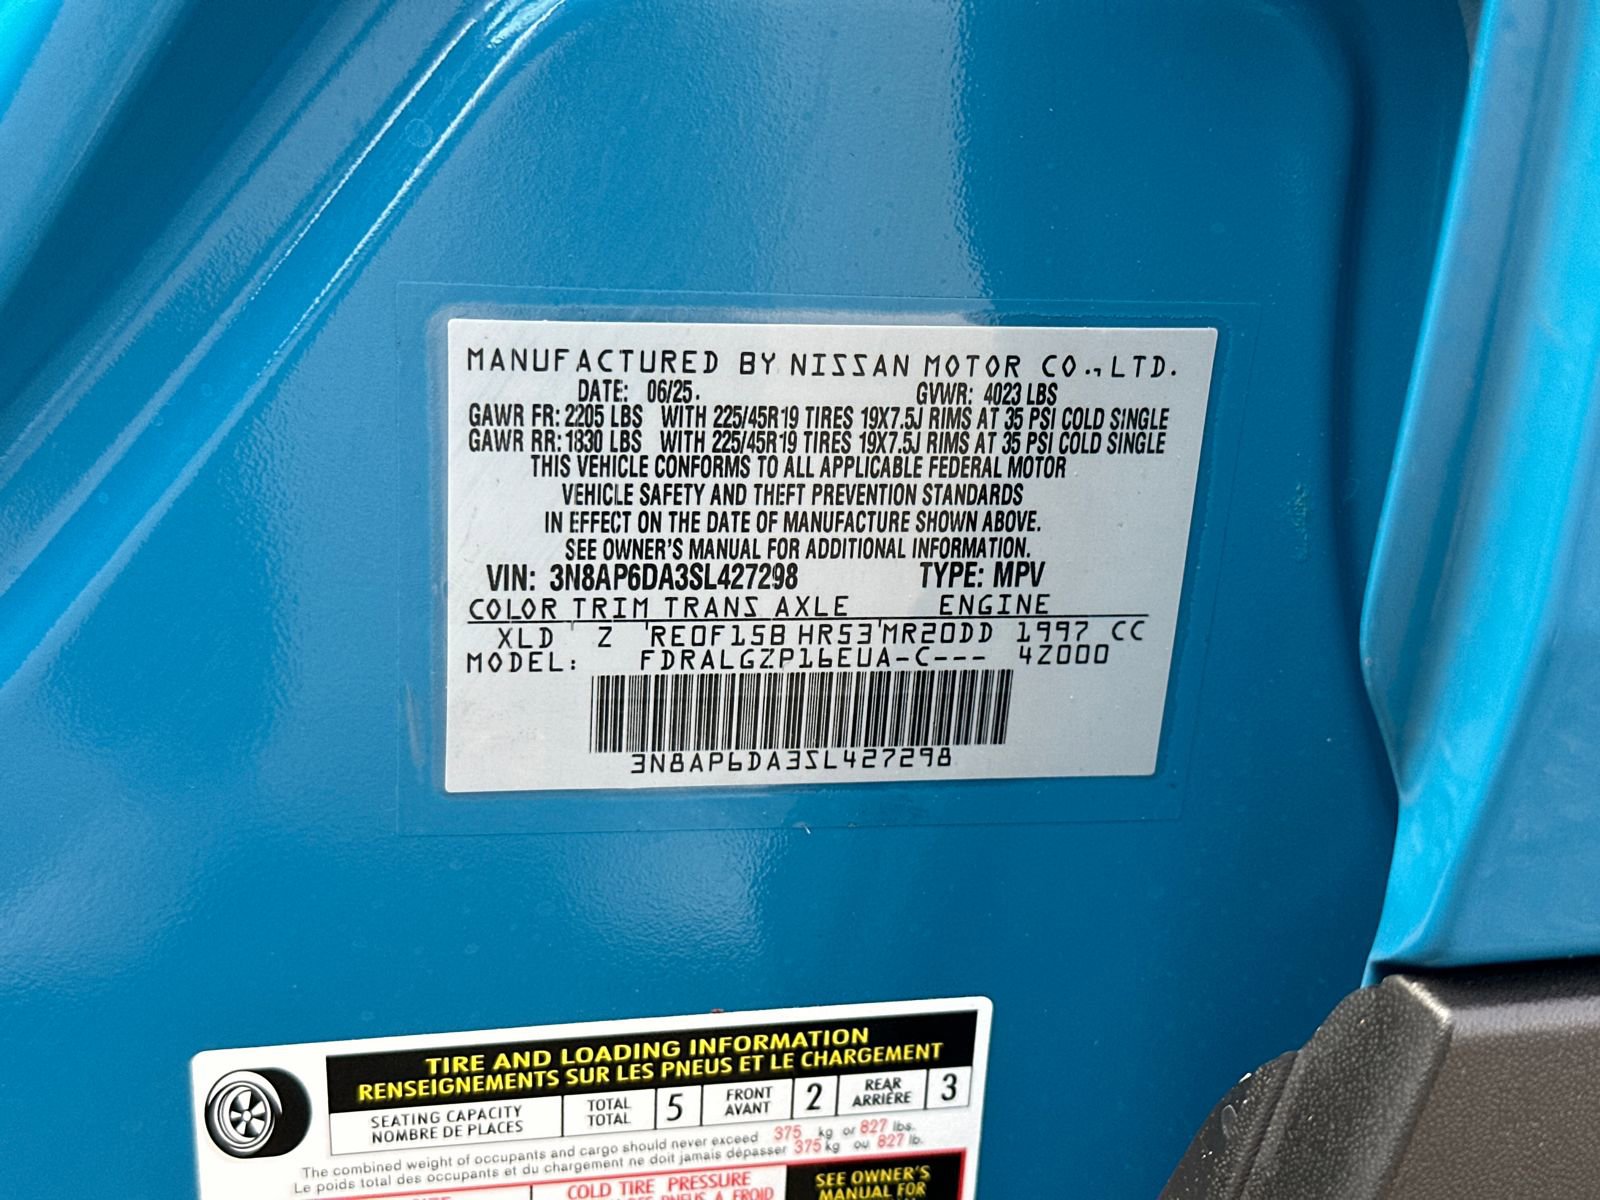 MANUFACTURED BY NISSAN MOTOR CO., LTD.
DATE: 06/25. GVWR: 4023 LBS
GAWR FR: 2205 LBS WITH 225/45R19 TIRES 19X7.5J RIMS AT 35 PSI COLD SINGLE
GAWR RR: 1830 LBS WITH 225/45R19 TIRES 19X7.5J RIMS AT 35 PSI COLD SINGLE
THIS VEHICLE CONFORMS TO ALL APPLICABLE FEDERAL MOTOR
VEHICLE SAFETY AND THEFT PREVENTION STANDARDS
IN EFFECT ON THE DATE OF MANUFACTURE SHOWN ABOVE.
SEE OWNER'S MANUAL FOR ADDITIONAL INFORMATION.
VIN: 3N8AP6DA3SL427298 TYPE: MPV
COLOR TRIM TRANS AXLE ENGINE
XLD Z RE0F15B HR53 MR20DD 1997 CC
MODEL: FDRALGZP16EUA-C--- 4Z000
3N8AP6DA3SL427298
TIRE AND LOADING INFORMATION
RENSEIGNEMENTS SUR LES PNEUS ET LE CHARGEMENT
SEATING CAPACITY TOTAL 5 FRONT 2 REAR 3
NOMBRE DE PLACES TOTAL AVANT ARRIÈRE
The combined weight of occupants and cargo should never exceed 375 kg or 827 lbs.
Le poids total des occupants et du chargement ne doit jamais dépasser 375 kg ou 827 lb.
COLD TIRE PRESSURE SEE OWNER'S
MANUAL FOR